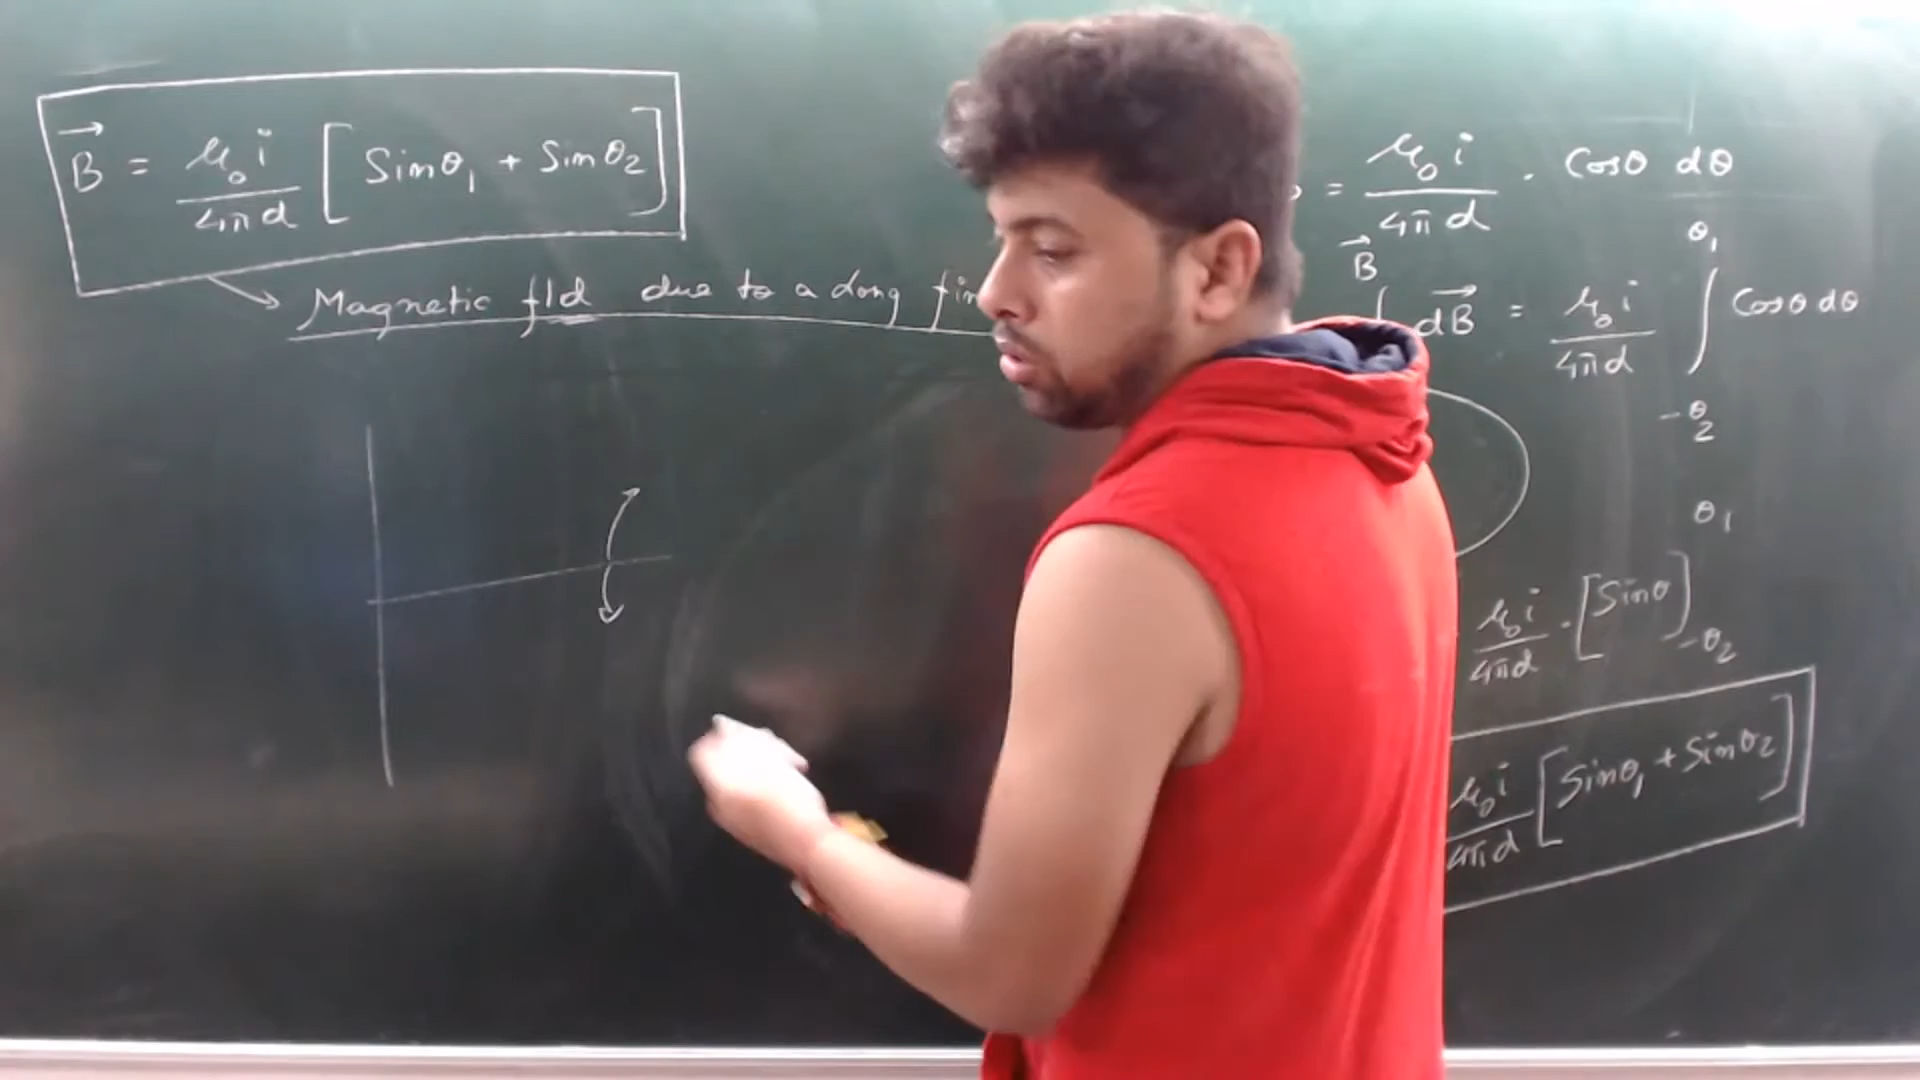 B⃗ = μ₀i / 4πd [ Sinθ₁ + Sinθ₂ ]
Magnetic fld due to a long
= μ₀i / 4πd . Cosθ dθ
∫^B⃗ dB⃗ = μ₀i / 4πd ∫_{-θ₂}^{θ₁} Cosθ dθ
μ₀i / 4πd . [ Sinθ ]_{-θ₂}^{θ₁}
μ₀i / 4πd [ Sinθ₁ + Sinθ₂ ]